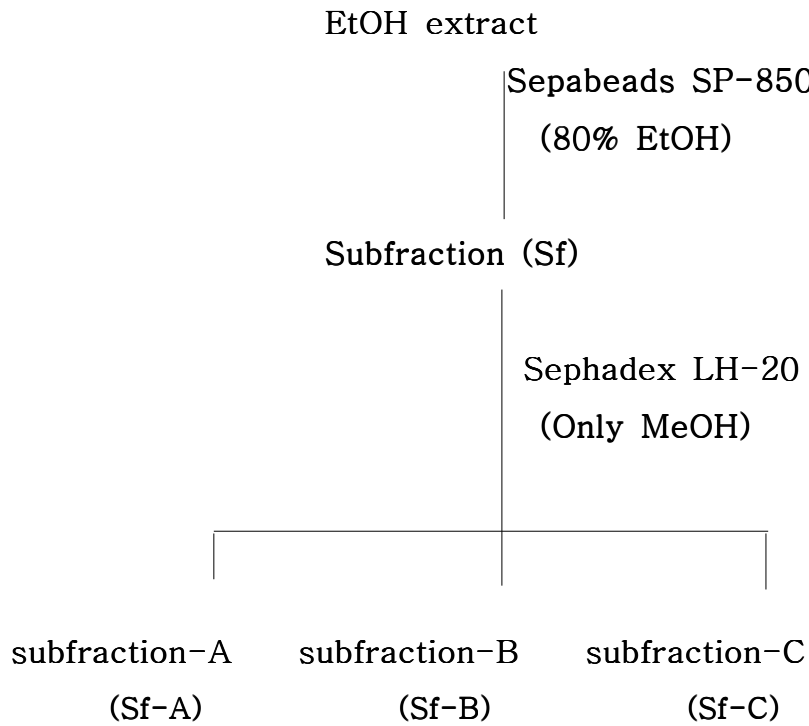 EtOH extract
Sepabeads SP-850
(80% EtOH)
Subfraction (Sf)
Sephadex LH-20
(Only MeOH)
subfraction-A
(Sf-A)
subfraction-B
(Sf-B)
subfraction-C
(Sf-C)